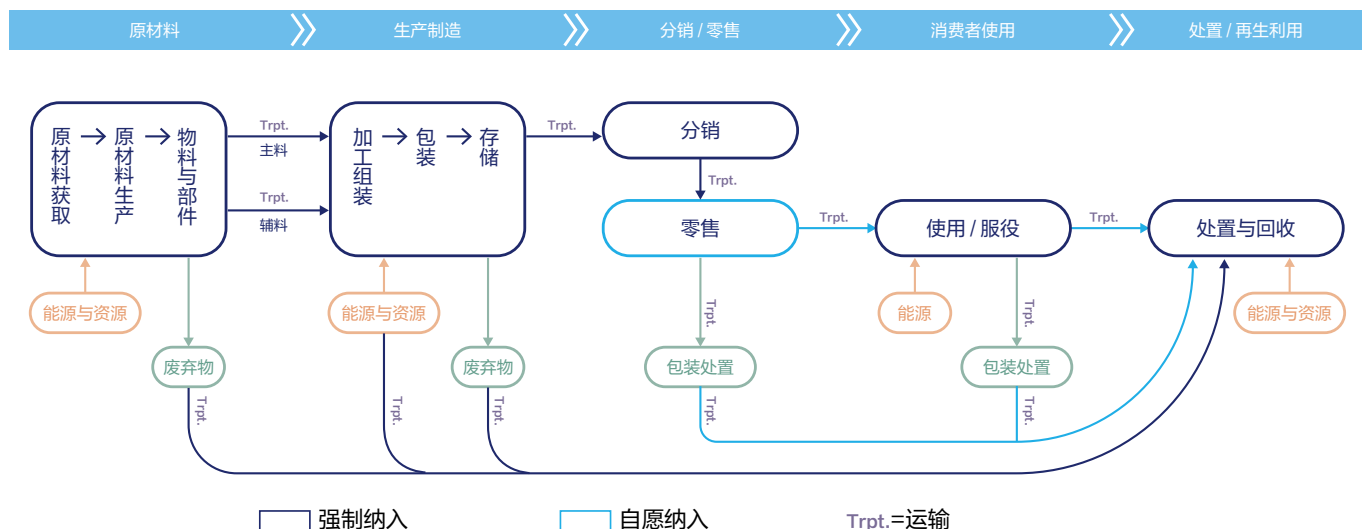 原材料
生产制造
分销 / 零售
消费者使用
处置 / 再生利用
原材料获取
原材料生产
物料与部件
Trpt.
主料
Trpt.
辅料
加工组装
包装
存储
Trpt.
分销
Trpt.
零售
Trpt.
使用 / 服役
Trpt.
处置与回收
能源与资源
能源与资源
Trpt.
能源
Trpt.
能源与资源
废弃物
废弃物
包装处置
包装处置
Trpt.
Trpt.
Trpt.
Trpt.
Trpt.
强制纳入
自愿纳入
Trpt.=运输